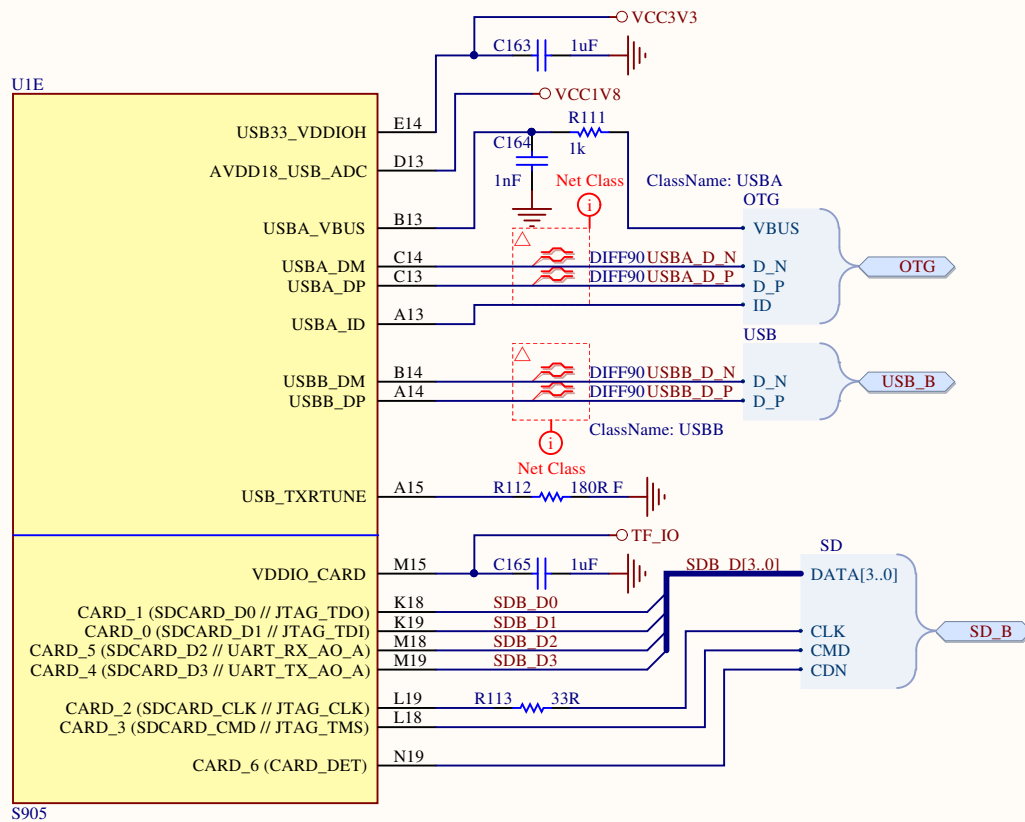 VCC3V3
C163 1uF
U1E
VCC1V8
USB33_VDDIOH E14
R111
C164
1k
AVDD18_USB_ADC D13
1nF Net Class ClassName: USBA
i
OTG
USBA_VBUS B13 VBUS
USBA_DM C14 DIFF90 USBA_D_N D_N OTG
USBA_DP C13 DIFF90 USBA_D_P D_P
ID
USBA_ID A13
USB
USBB_DM B14 DIFF90 USBB_D_N D_N USB_B
USBB_DP A14 DIFF90 USBB_D_P D_P
ClassName: USBB
i
Net Class
USB_TXRTUNE A15 R112 180R F
TF_IO
SD
VDDIO_CARD M15 C165 1uF SDB_D[3..0] DATA[3..0]
CARD_1 (SDCARD_D0 // JTAG_TDO) K18 SDB_D0
CARD_0 (SDCARD_D1 // JTAG_TDI) K19 SDB_D1 CLK SD_B
CARD_5 (SDCARD_D2 // UART_RX_AO_A) M18 SDB_D2 CMD
CARD_4 (SDCARD_D3 // UART_TX_AO_A) M19 SDB_D3 CDN
CARD_2 (SDCARD_CLK // JTAG_CLK) L19 R113 33R
CARD_3 (SDCARD_CMD // JTAG_TMS) L18
CARD_6 (CARD_DET) N19
S905